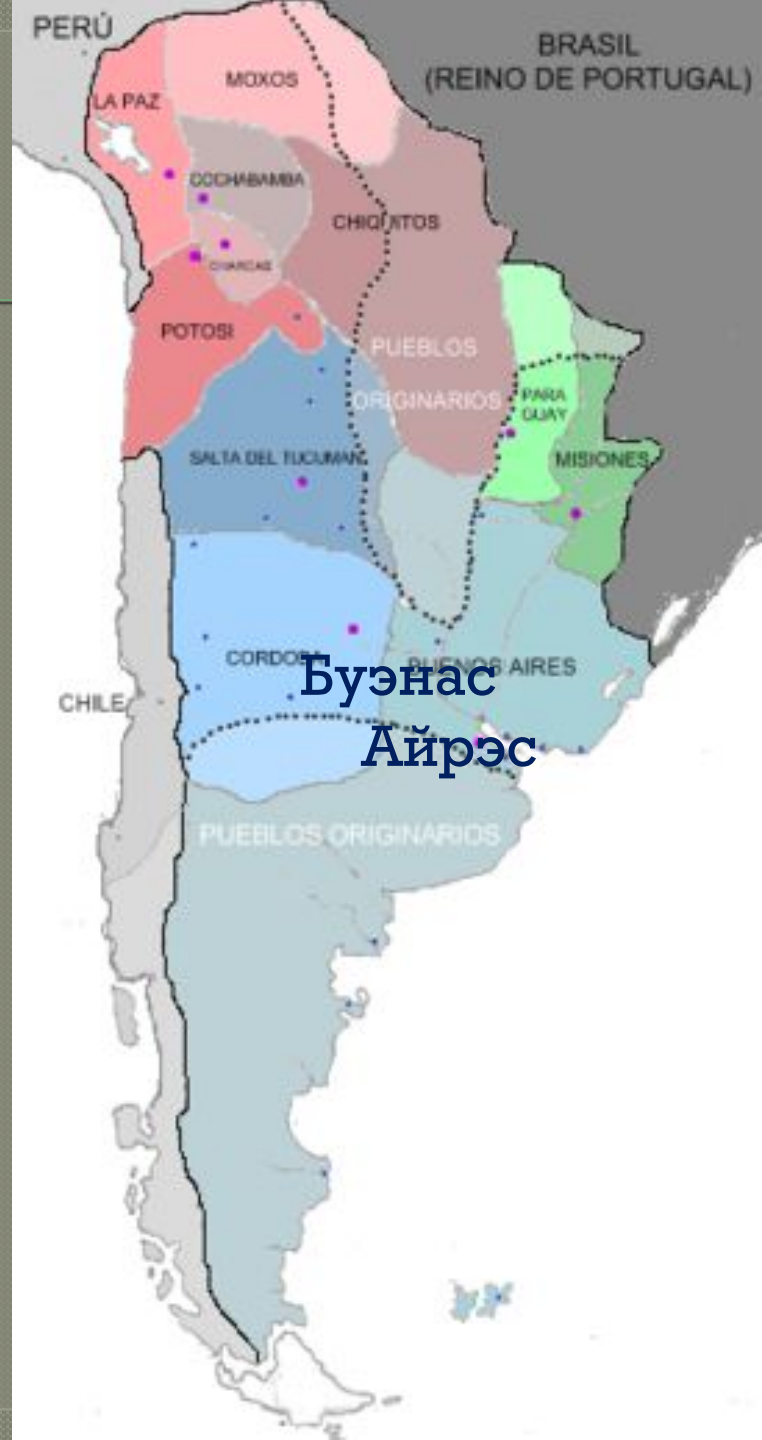 PERÚ
BRASIL
(REINO DE PORTUGAL)
MOXOS
LA PAZ
COCHABAMBA
CHIQUITOS
CHARCAS
POTOSI
PUEBLOS
ORIGINARIOS
PARA
GUAY
SALTA DEL TUCUMAN
MISIONES
CORDOBA
BUENOS AIRES
Буэнас
Айрэс
CHILE
PUEBLOS ORIGINARIOS